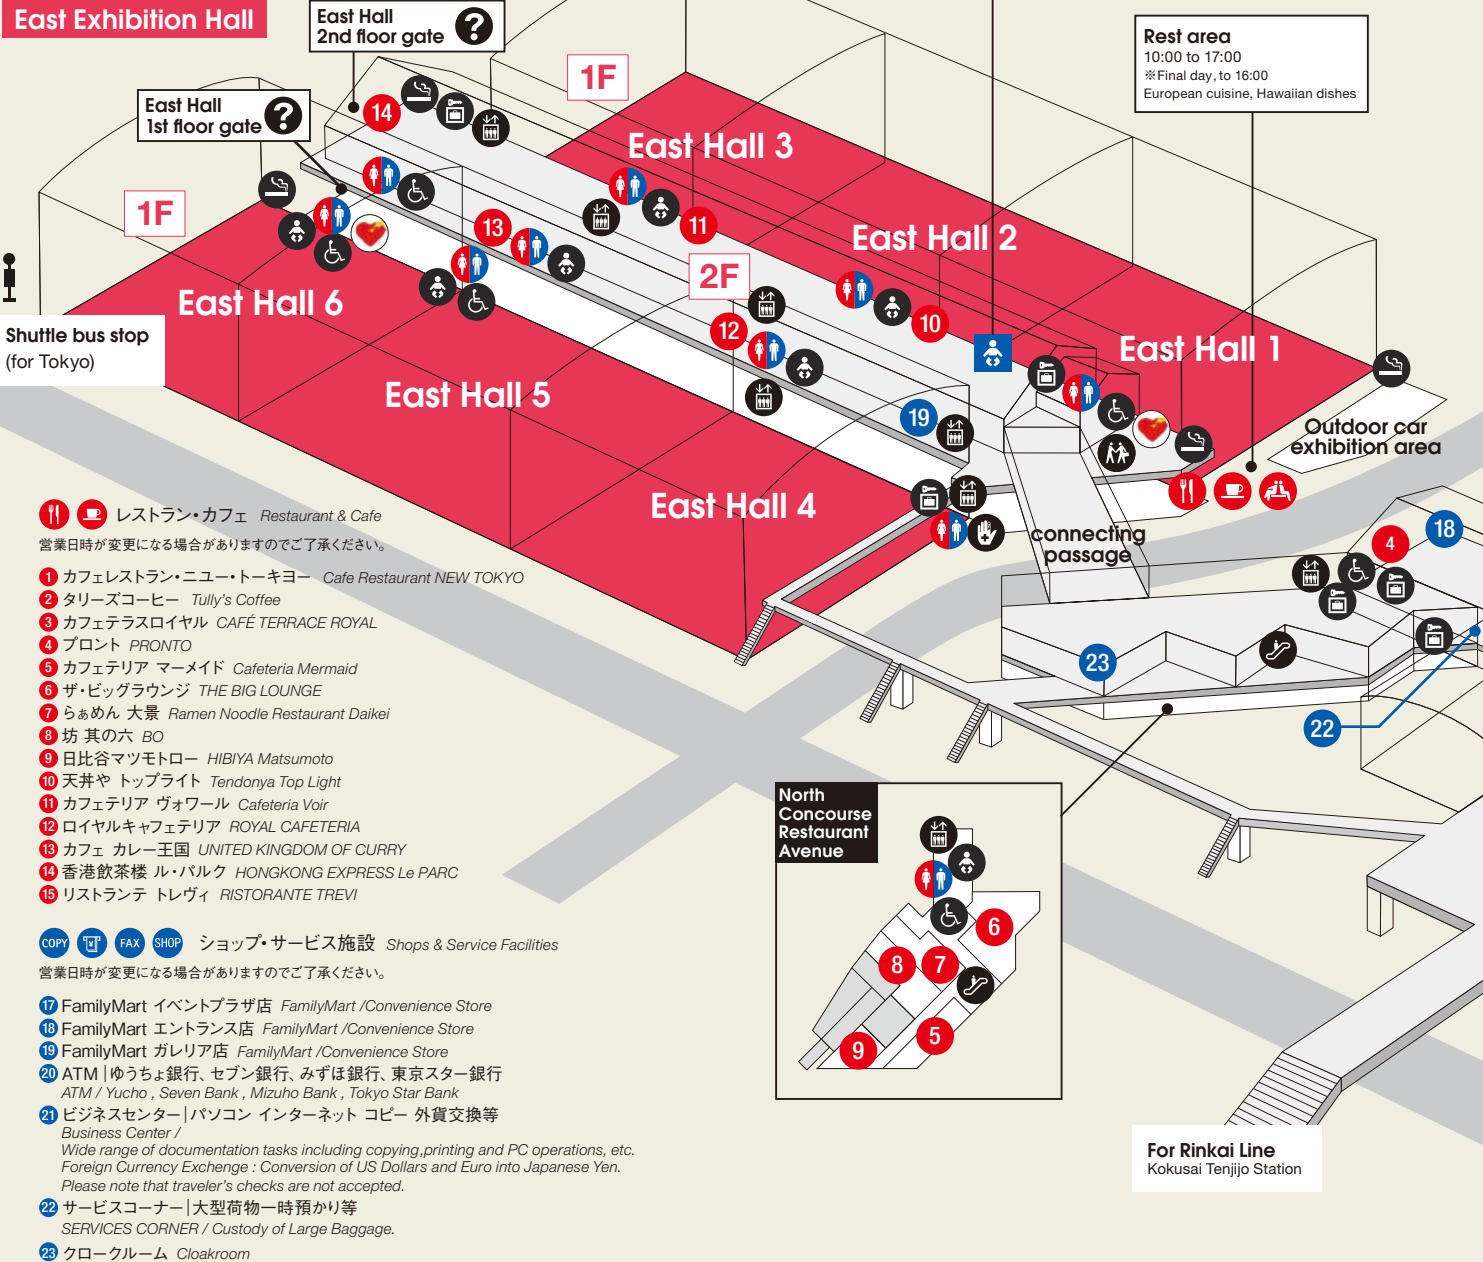 East Exhibition Hall
East Hall
2nd floor gate
?
East Hall
1st floor gate
?
Rest area
10:00 to 17:00
※Final day, to 16:00
European cuisine, Hawaiian dishes
1F
14
East Hall 3
1F
13
11
East Hall 2
2F
East Hall 6
12
10
East Hall 1
Shuttle bus stop
(for Tokyo)
East Hall 5
19
Outdoor car
exhibition area
East Hall 4
connecting
passage
4
18
23
22
レストラン・カフェ Restaurant & Cafe
営業日時が変更になる場合がありますのでご了承ください。
1 カフェレストラン・ニユー・トーキヨー Cafe Restaurant NEW TOKYO
2 タリーズコーヒー Tully's Coffee
3 カフェテラスロイヤル CAFÉ TERRACE ROYAL
4 プロント PRONTO
5 カフェテリア マーメイド Cafeteria Mermaid
6 ザ・ビッグラウンジ THE BIG LOUNGE
7 らぁめん 大景 Ramen Noodle Restaurant Daikei
8 坊 其の六 BO
9 日比谷マツモトロー HIBIYA Matsumoto
10 天丼や トップライト Tendonya Top Light
11 カフェテリア ヴォワール Cafeteria Voir
12 ロイヤルキャフェテリア ROYAL CAFETERIA
13 カフェ カレー王国 UNITED KINGDOM OF CURRY
14 香港飲茶楼 ル・パルク HONGKONG EXPRESS Le PARC
15 リストランテ トレヴィ RISTORANTE TREVI
COPY ¥ FAX SHOP ショップ・サービス施設 Shops & Service Facilities
営業日時が変更になる場合がありますのでご了承ください。
17 FamilyMart イベントプラザ店 FamilyMart /Convenience Store
18 FamilyMart エントランス店 FamilyMart /Convenience Store
19 FamilyMart ガレリア店 FamilyMart /Convenience Store
20 ATM|ゆうちょ銀行、セブン銀行、みずほ銀行、東京スター銀行
ATM / Yucho , Seven Bank , Mizuho Bank , Tokyo Star Bank
21 ビジネスセンター|パソコン インターネット コピー 外貨交換等
Business Center /
Wide range of documentation tasks including copying,printing and PC operations, etc.
Foreign Currency Exchenge : Conversion of US Dollars and Euro into Japanese Yen.
Please note that traveler's checks are not accepted.
22 サービスコーナー|大型荷物一時預かり等
SERVICES CORNER / Custody of Large Baggage.
23 クロークルーム Cloakroom
North
Concourse
Restaurant
Avenue
6
8
7
5
9
For Rinkai Line
Kokusai Tenjijo Station